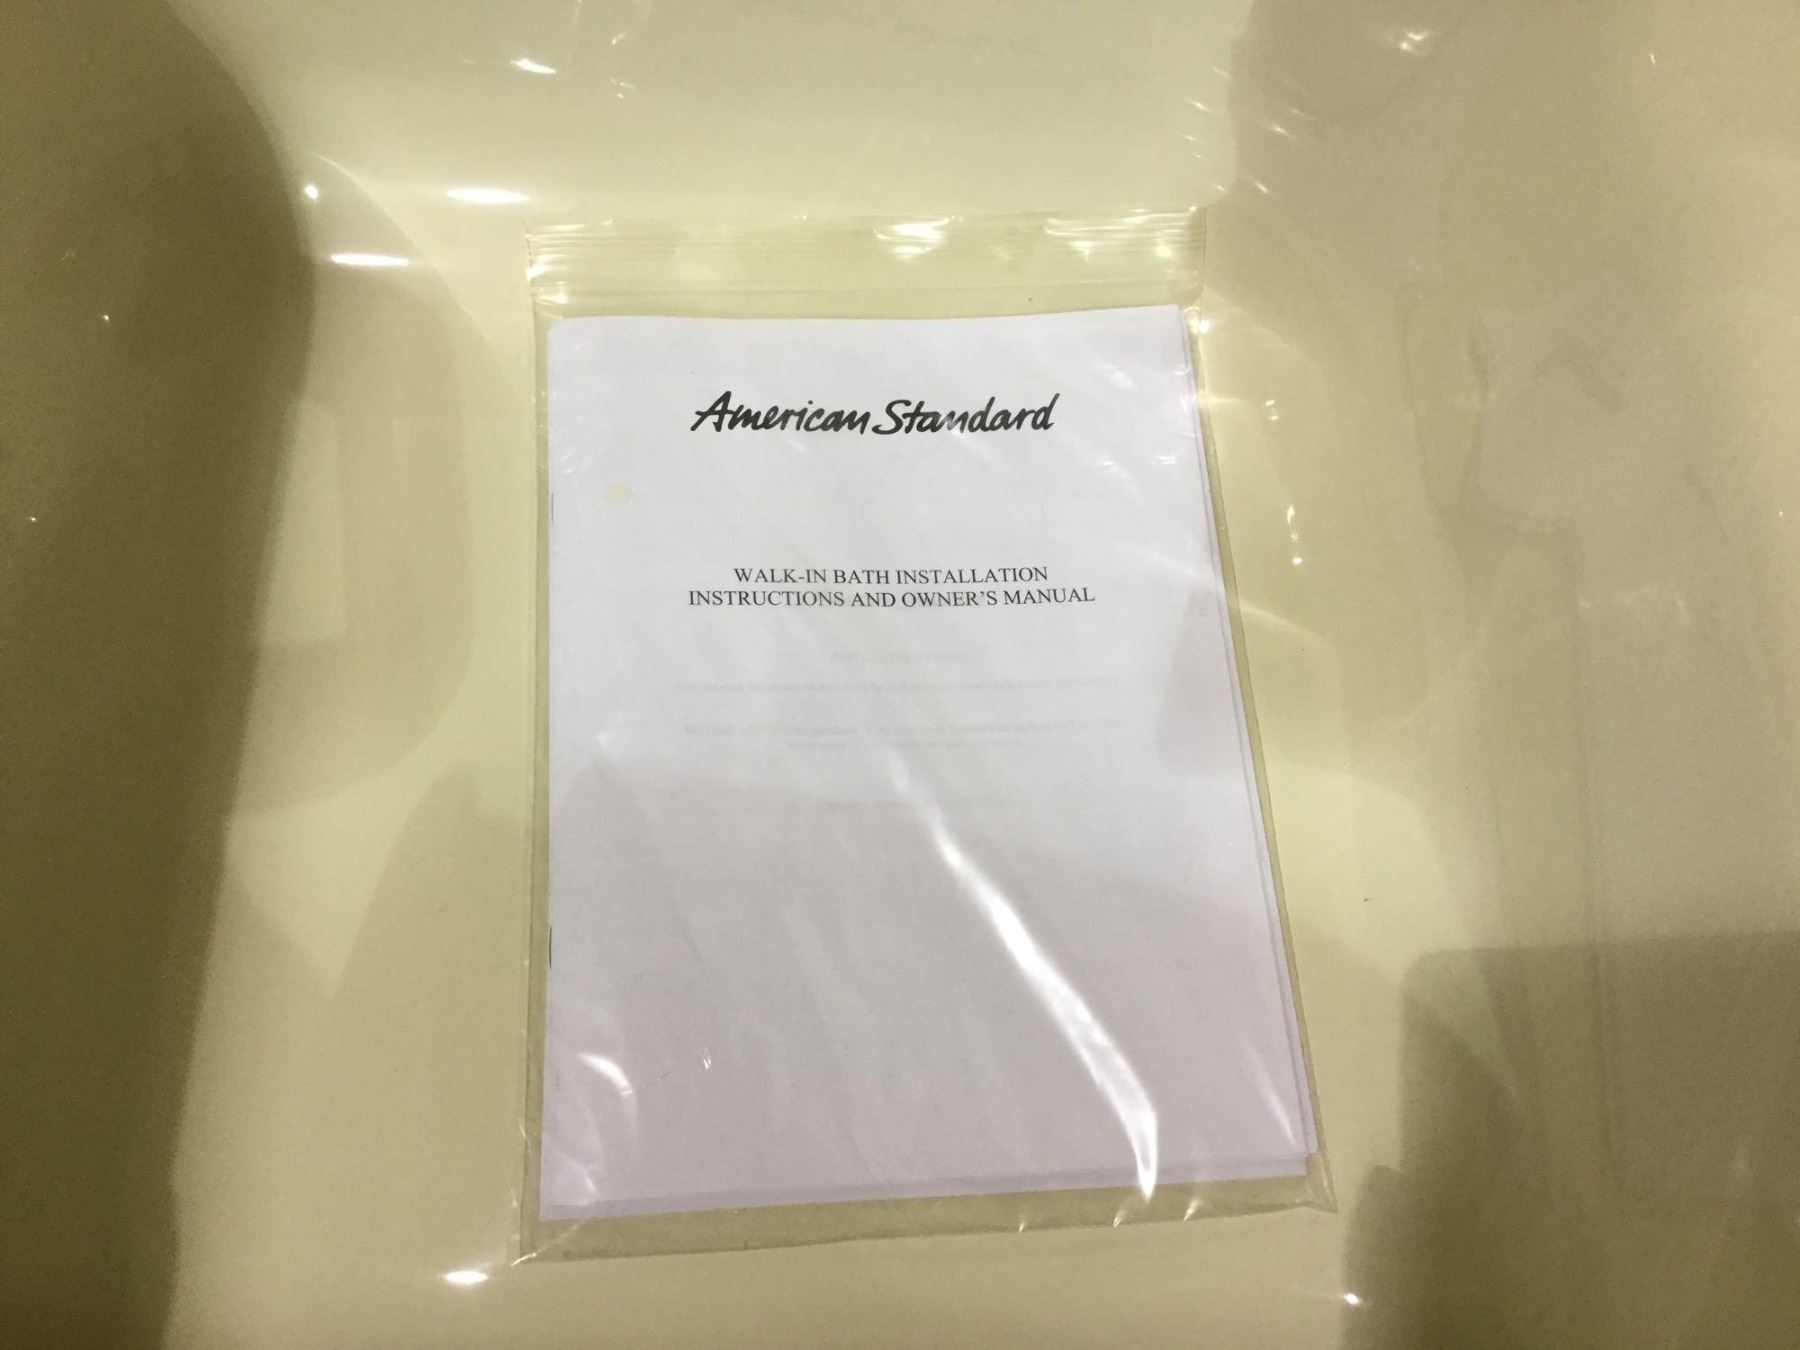 American Standard
WALK-IN BATH INSTALLATION
INSTRUCTIONS AND OWNER'S MANUAL